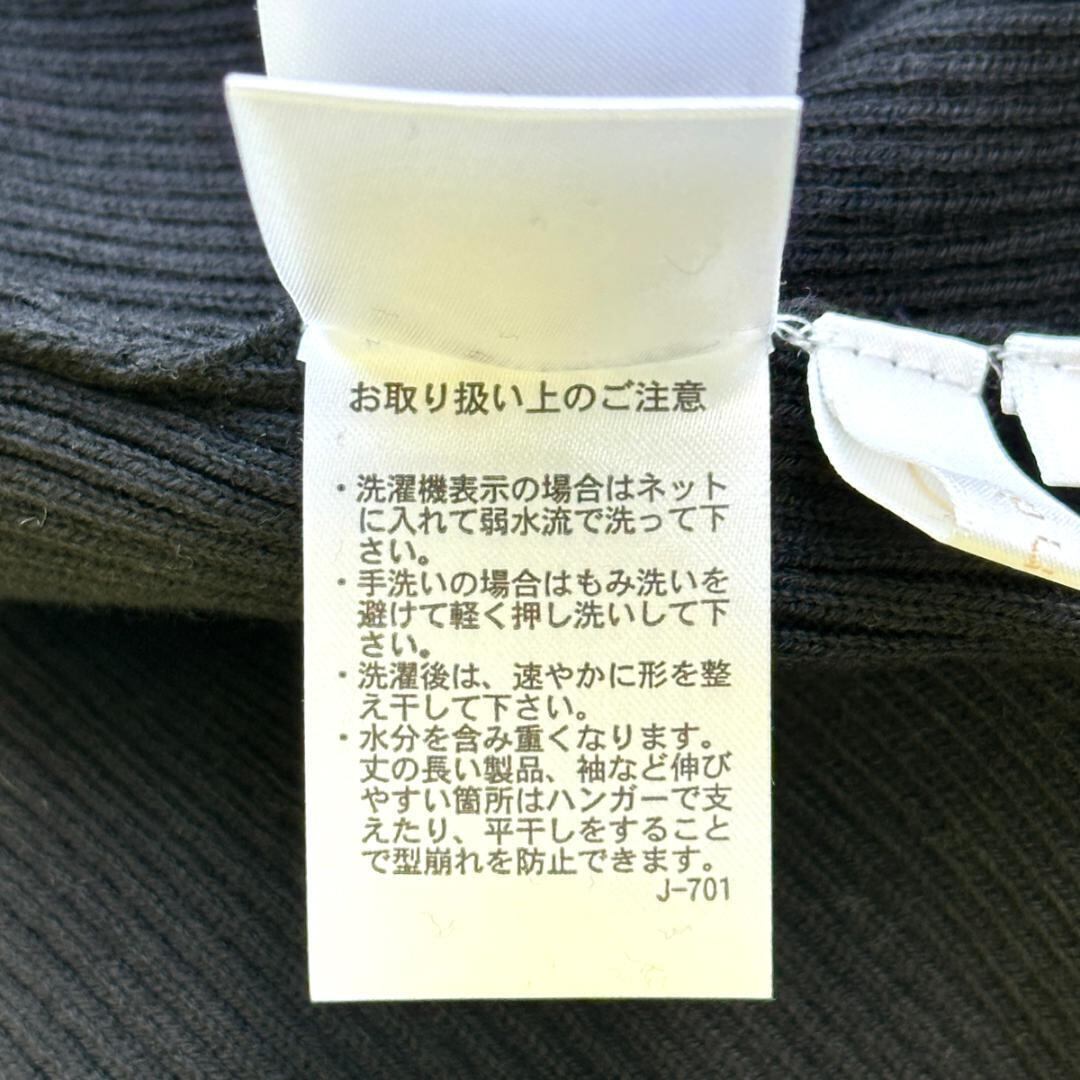 お取り扱い上のご注意
・洗濯機表示の場合はネット
に入れて弱水流で洗って下
さい。
・手洗いの場合はもみ洗いを
避けて軽く押し洗いして下
さい。
・洗濯後は、速やかに形を整
え干して下さい。
・水分を含み重くなります。
丈の長い製品、袖など伸び
やすい箇所はハンガーで支
えたり、平干しをすること
で型崩れを防止できます。
J-701